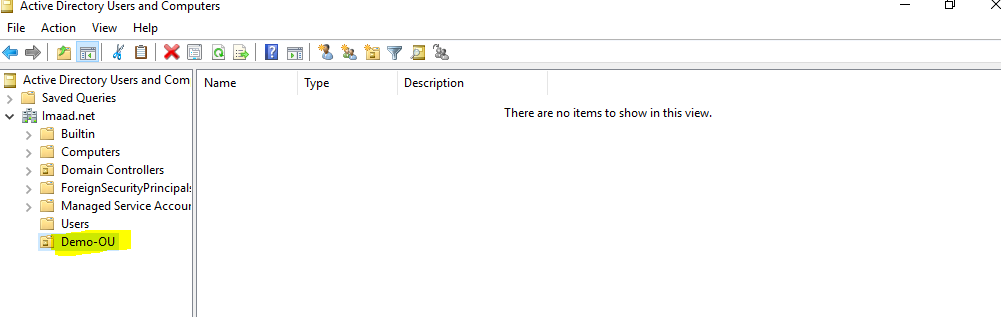 Active Directory Users and Computers
File Action View Help
Active Directory Users and Com
Name Type Description
Saved Queries
There are no items to show in this view.
Imaad.net
Builtin
Computers
Domain Controllers
ForeignSecurityPrincipals
Managed Service Accour
Users
Demo-OU